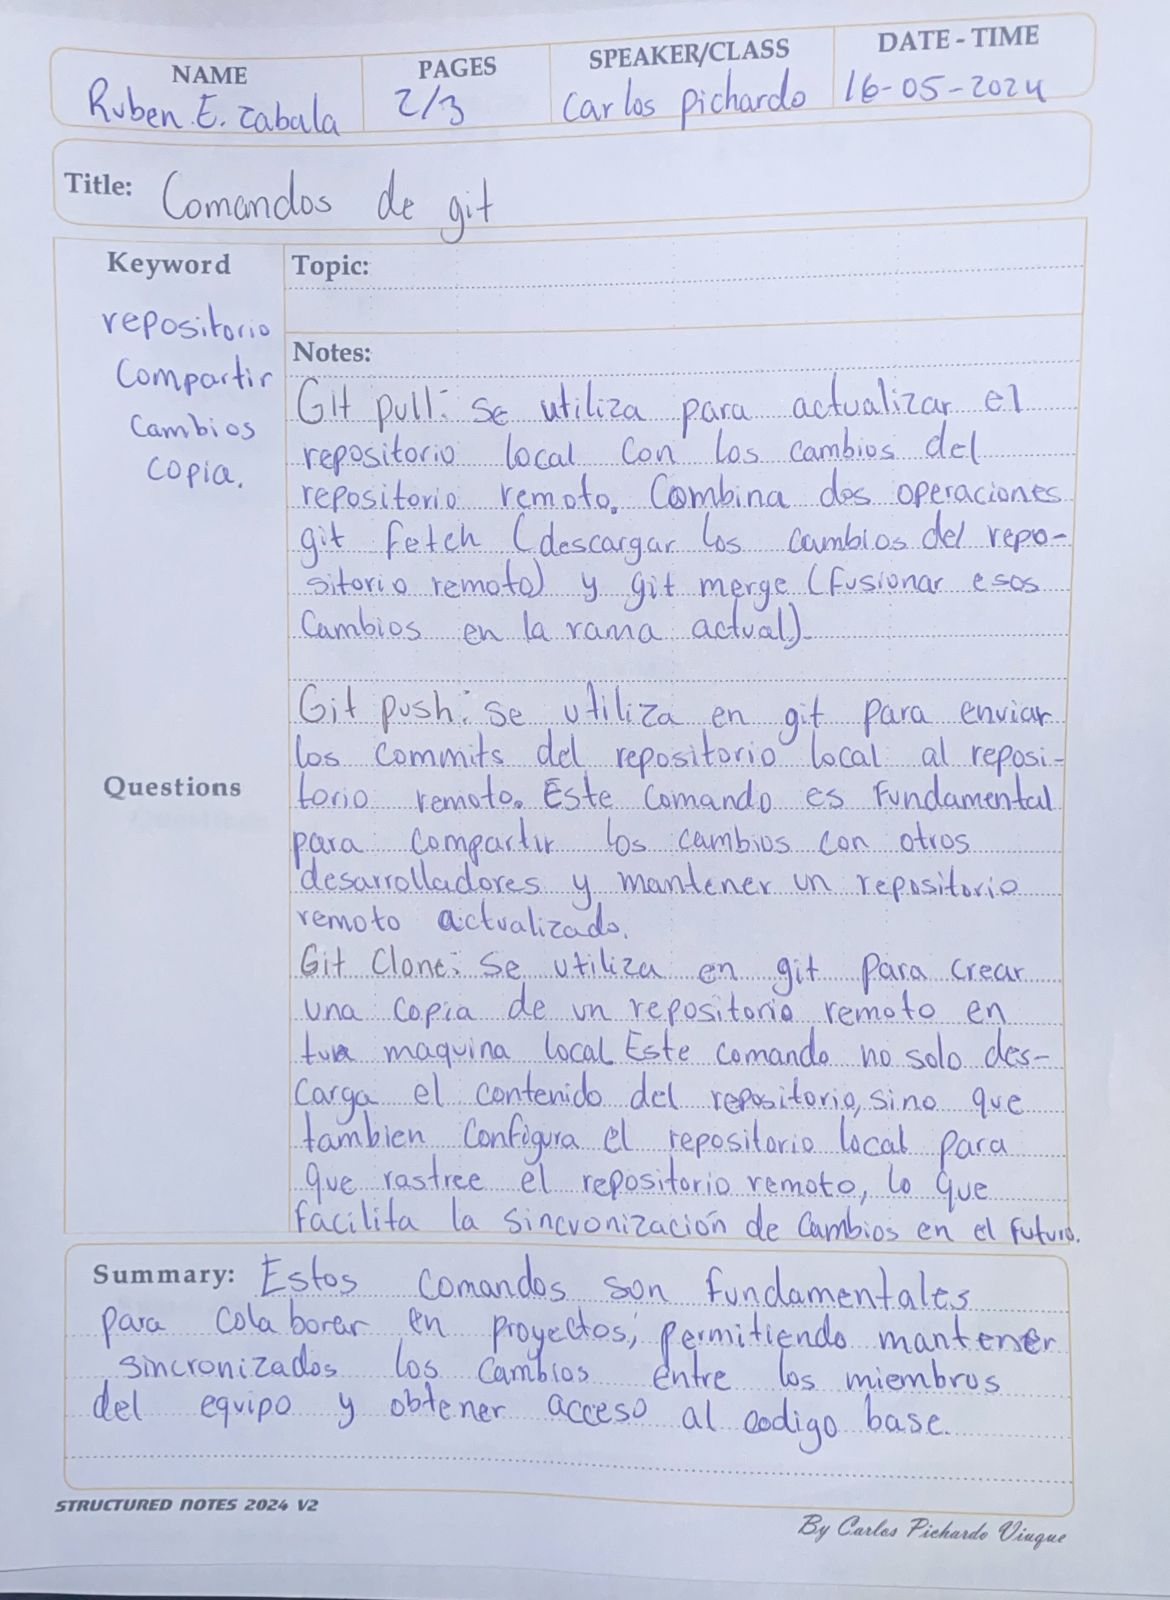 NAME PAGES SPEAKER/CLASS DATE - TIME
Ruben E. Zabala 2/3 Carlos pichardo 16-05-2024
Title: Comandos de git
Keyword
repositorio
Compartir
Cambios
copia.
Questions
Topic:
Notes:
Git pull: se utiliza para actualizar el
repositorio local con los cambios del
repositorio remoto. Combina dos operaciones
git fetch (descargar los cambios del repo-
sitorio remoto) y git merge (fusionar esos
Cambios en la rama actual).
Git push: se utiliza en git para enviar
los commits del repositorio local al reposi-
torio remoto. Este comando es fundamental
para compartir los cambios con otros
desarrolladores y mantener un repositorio
remoto actualizado.
Git Clone: Se utiliza en git para crear
una copia de un repositorio remoto en
maquina local Este comando no solo des-
carga el contenido del repositorio, sino que
tambien configura el repositorio local para
que rastree el repositorio remoto, lo que
facilita la sincronización de cambios en el futuro.
Summary: Estos comandos son fundamentales
para colaborar en proyectos, permitiendo mantener
sincronizados los cambios entre los miembros
del equipo y obtener acceso al codigo base.
STRUCTURED NOTES 2024 V2
By Carlos Pichardo Viuque